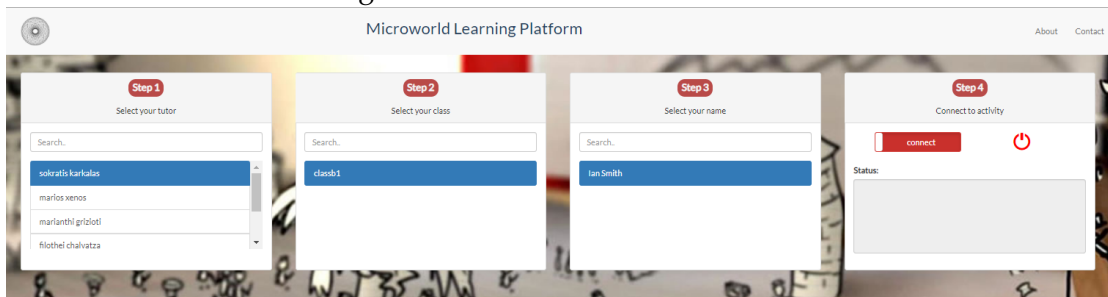 Microworld Learning Platform
About Contact
Step 1
Select your tutor
Search..
sokratis karkalas
marios xenos
marianthi grizioti
filothei chalvatza
Step 2
Select your class
Search..
classb1
Step 3
Select your name
Search..
Ian Smith
Step 4
Connect to activity
connect
Status: